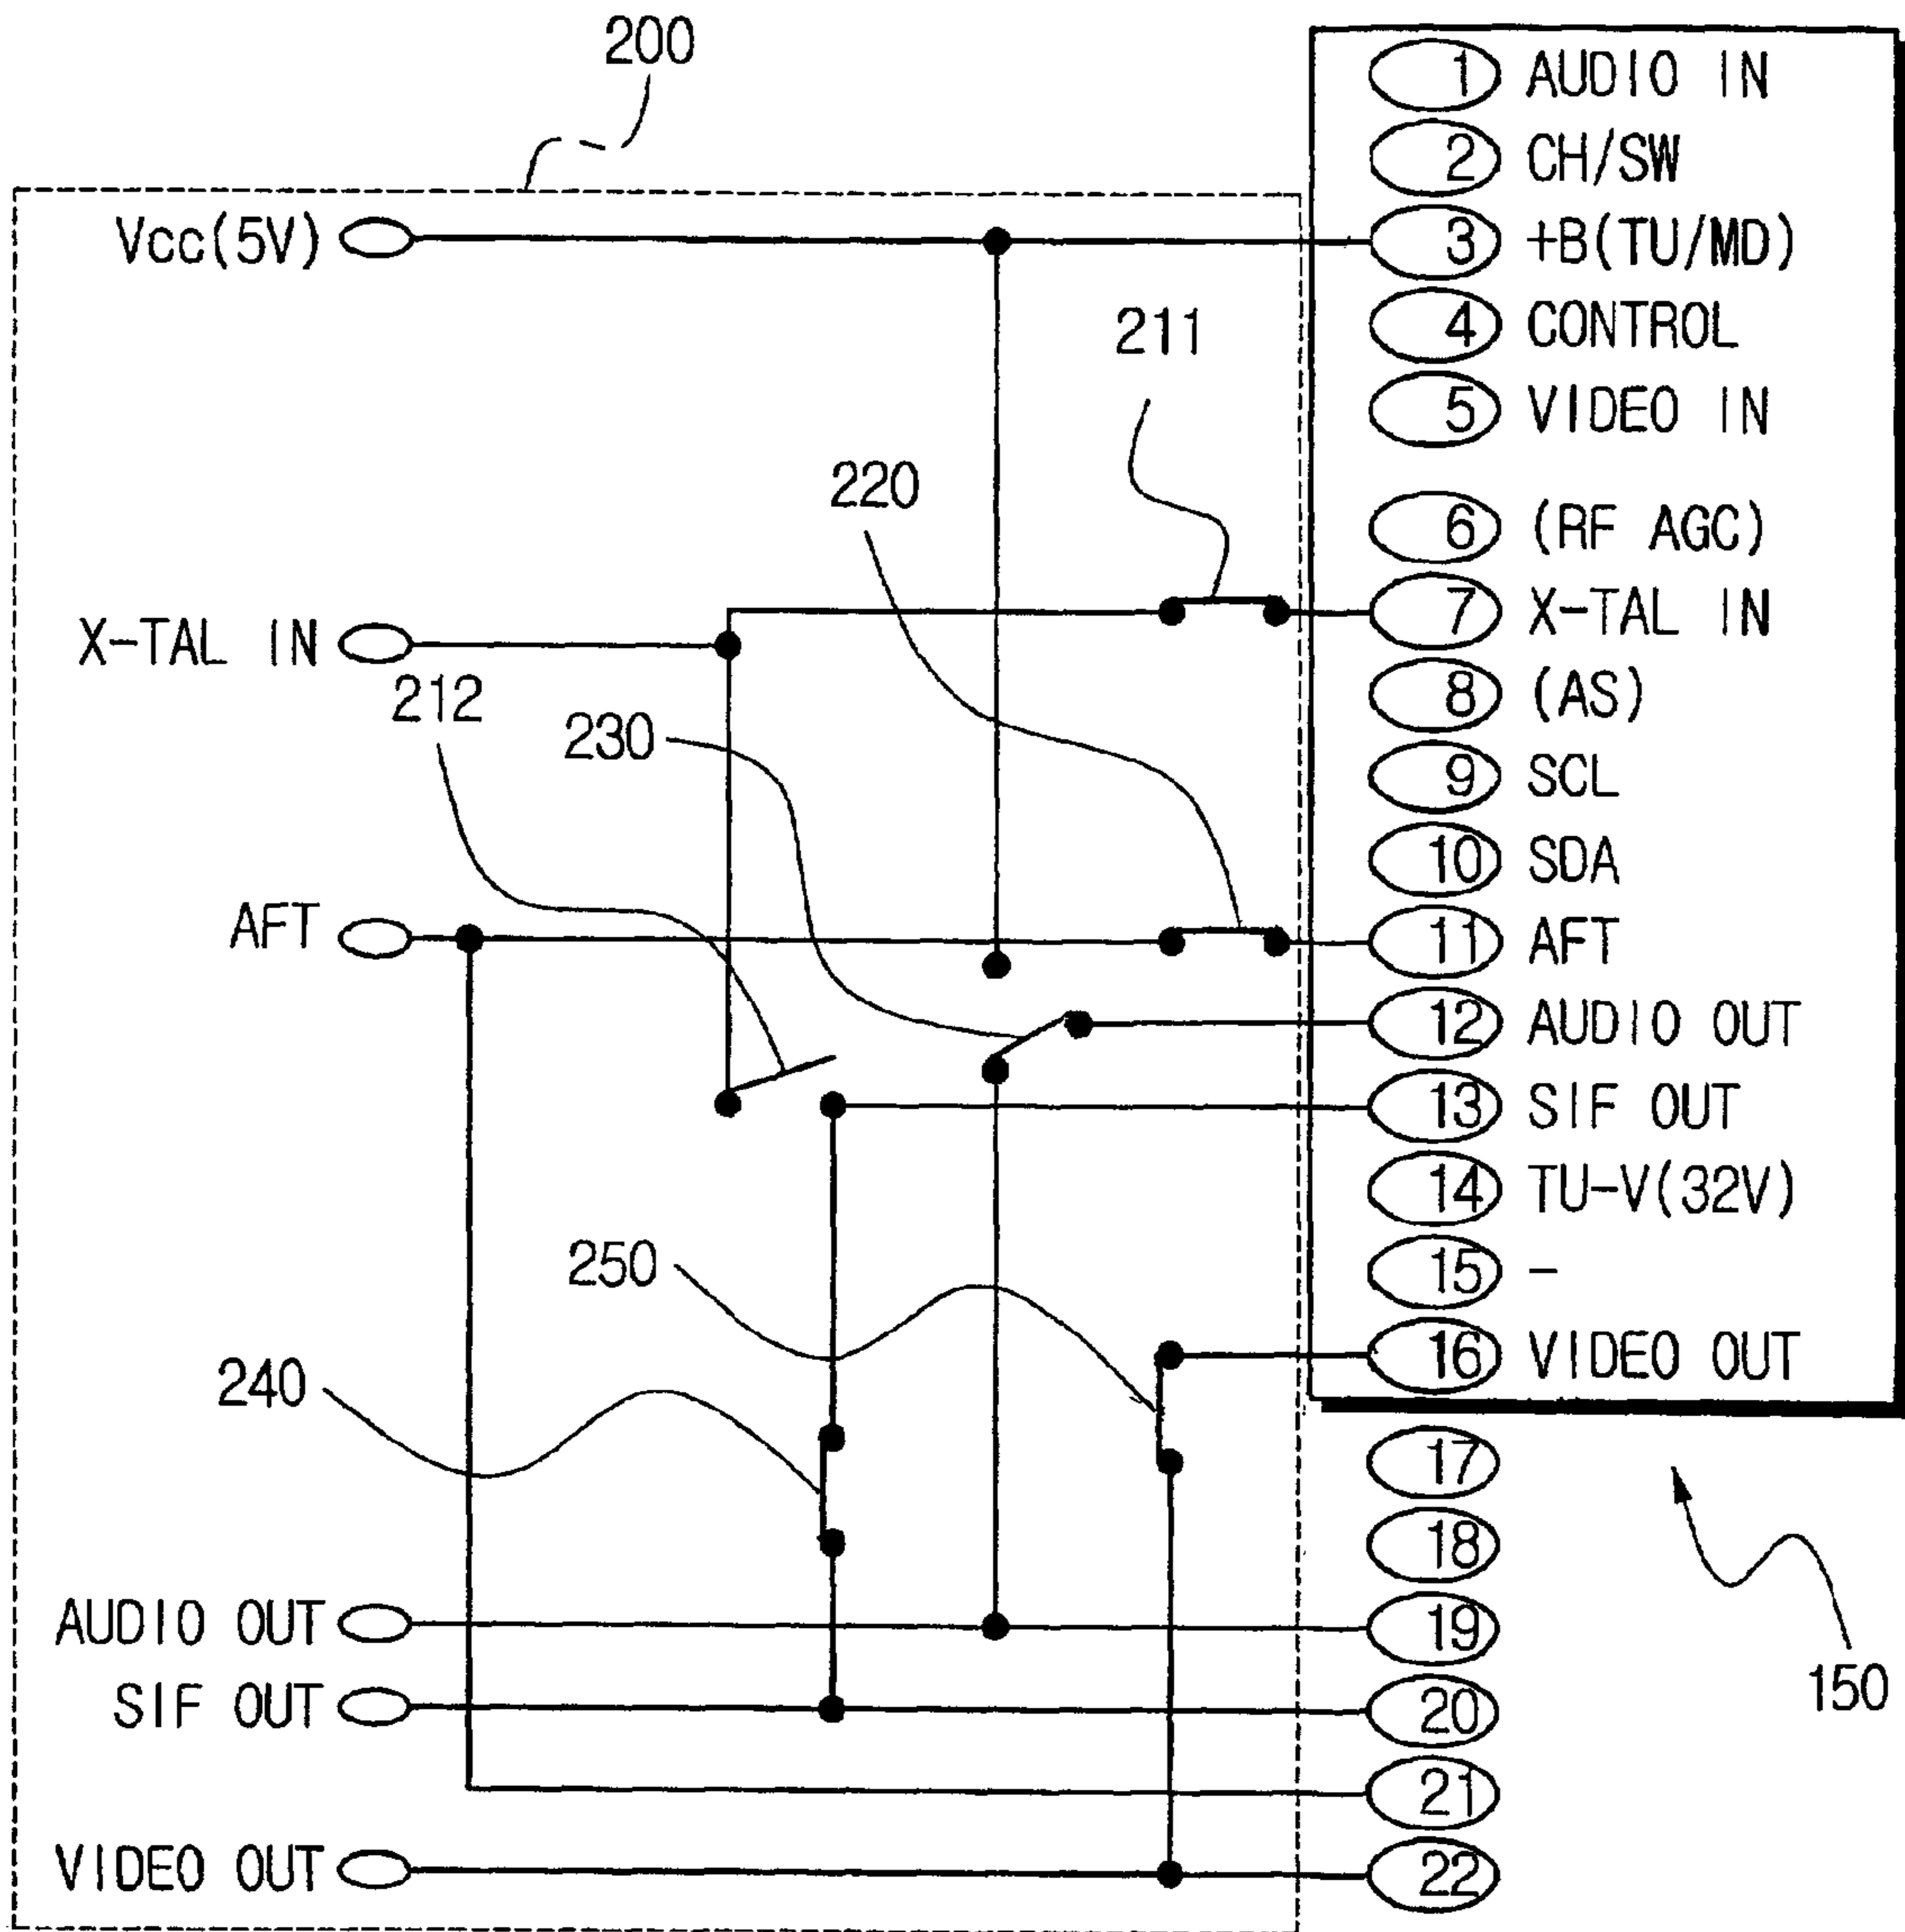 200
1 AUDIO IN
2 CH/SW
Vcc(5V)
3 +B(TU/MD)
4 CONTROL
211
5 VIDEO IN
220
6 (RF AGC)
7 X-TAL IN
X-TAL IN
212
8 (AS)
230
9 SCL
10 SDA
AFT
11 AFT
12 AUDIO OUT
13 SIF OUT
14 TU-V(32V)
250
15 -
16 VIDEO OUT
240
17
18
AUDIO OUT
19
150
SIF OUT
20
21
VIDEO OUT
22